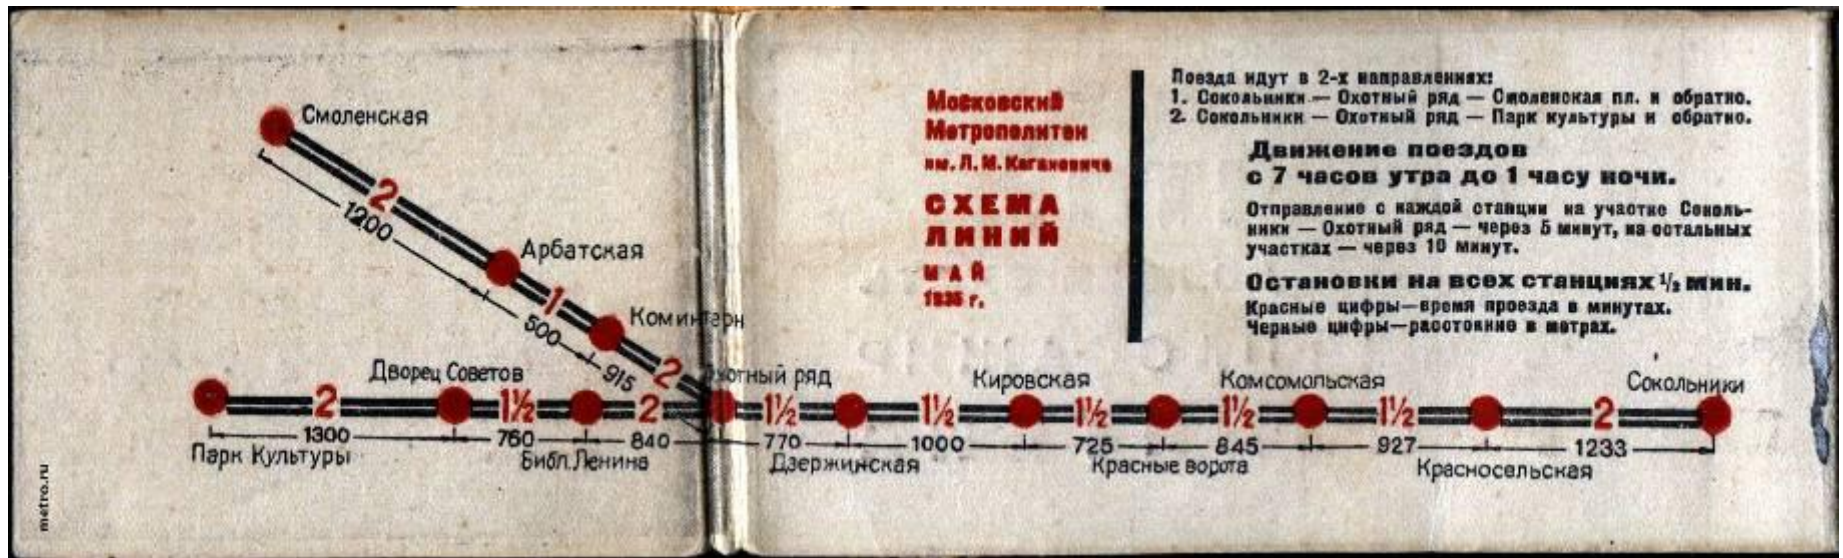 Смоленская
2
1200
Арбатская
1
500
Коминтерн
2
915
Дворец Советов
Охотный ряд
Кировская
Комсомольская
Сокольники
2 1½ 2 1½ 1½ 1½ 1½ 1½ 2
1300 760 840 770 1000 725 845 927 1233
Парк Культуры
Библ. Ленина
Дзержинская
Красные ворота
Красносельская
metro.ru
Московский
Метрополитен
им. Л. М. Кагановича
СХЕМА
ЛИНИЙ
МАЙ
1935 г.
Поезда идут в 2-х направлениях:
1. Сокольники — Охотный ряд — Смоленская пл. и обратно.
2. Сокольники — Охотный ряд — Парк культуры и обратно.
Движение поездов
с 7 часов утра до 1 часу ночи.
Отправление с каждой станции на участке Соколь-
ники — Охотный ряд — через 5 минут, на остальных
участках — через 10 минут.
Остановки на всех станциях ½ мин.
Красные цифры—время проезда в минутах.
Черные цифры—расстояние в метрах.